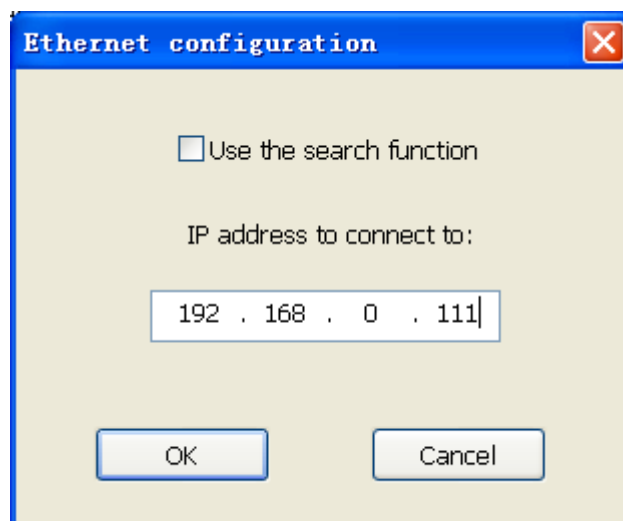 Ethernet configuration
Use the search function
IP address to connect to:
192 . 168 . 0 . 111
OK Cancel